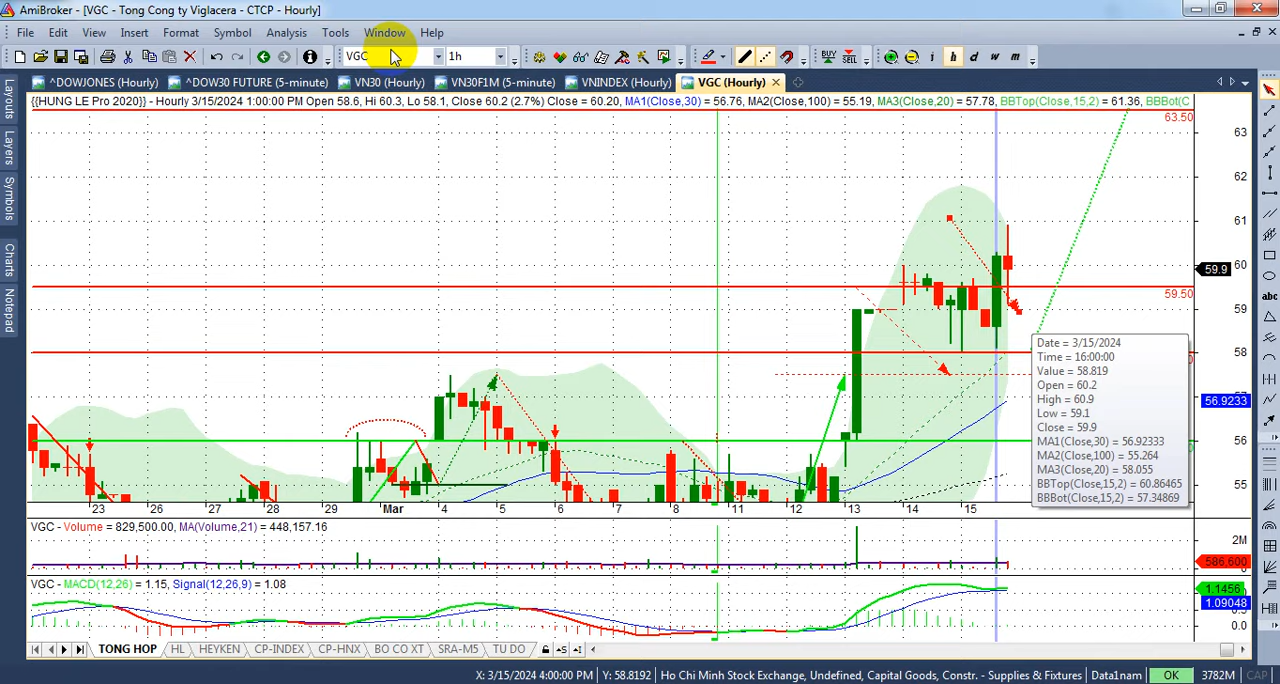 AmiBroker - [VGC - Tong Cong ty Viglacera - CTCP - Hourly]
File Edit View Insert Format Symbol Analysis Tools Window Help
VGC 1h BUY SELL i h d w m
^DOWJONES (Hourly) ^DOW30 FUTURE (5-minute) VN30 (Hourly) VN30F1M (5-minute) VNINDEX (Hourly) VGC (Hourly)
Layouts
Layers
Symbols
Charts
Notepad
{{HUNG LE Pro 2020}} - Hourly 3/15/2024 1:00:00 PM Open 58.6, Hi 60.3, Lo 58.1, Close 60.2 (2.7%) Close = 60.20, MA1(Close,30) = 56.76, MA2(Close,100) = 55.19, MA3(Close,20) = 57.78, BBTop(Close,15,2) = 61.36, BBBot(C
63.50
63
62
61
60
59.9
59.50
59
58
56.9233
56
55
abc
Date = 3/15/2024
Time = 16:00:00
Value = 58.819
Open = 60.2
High = 60.9
Low = 59.1
Close = 59.9
MA1(Close,30) = 56.92333
MA2(Close,100) = 55.264
MA3(Close,20) = 58.055
BBTop(Close,15,2) = 60.86465
BBBot(Close,15,2) = 57.34869
23 26 27 28 Mar 4 5 6 7 8 11 12 13 14 15
VGC - Volume = 829,500.00, MA(Volume,21) = 448,157.16
2M
586,600
VGC - MACD(12,26) = 1.15, Signal(12,26,9) = 1.08
1.1456
1.09048
0.0
TONG HOP HL HEYKEN CP-INDEX CP-HNX BO CO XT SRA-M5 TU DO
X: 3/15/2024 4:00:00 PM Y: 58.8192 Ho Chi Minh Stock Exchange, Undefined, Capital Goods, Constr. - Supplies & Fixtures Data1nam OK 3782M CAP